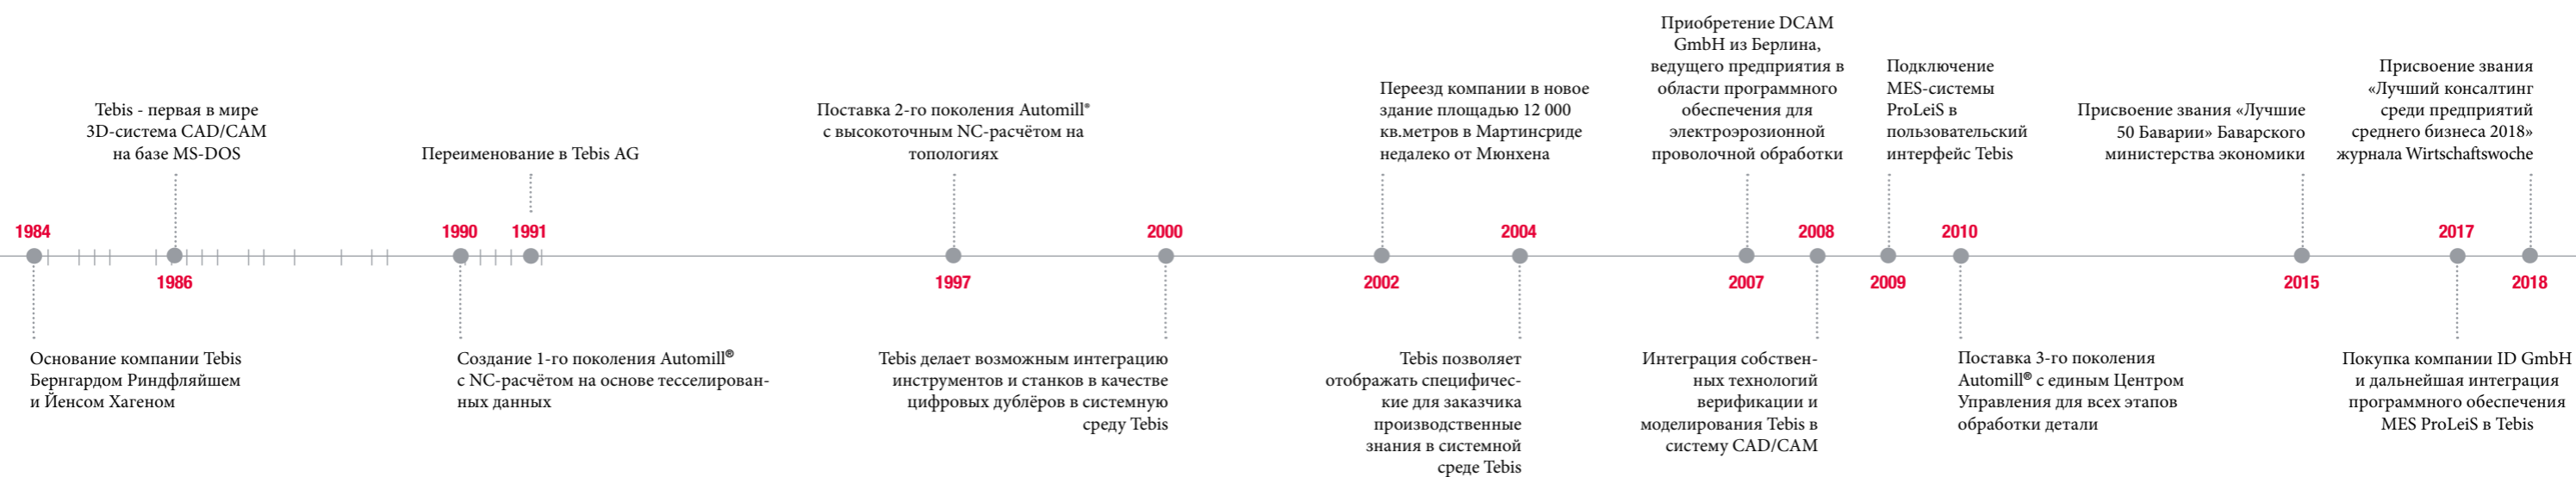 1984
Основание компании Tebis
Бернгардом Риндфляйшем
и Йенсом Хагеном
Tebis - первая в мире
3D-система CAD/CAM
на базе MS-DOS
1986
1990
Создание 1-го поколения Automill®
с NC-расчётом на основе тесселирован-
ных данных
Переименование в Tebis AG
1991
Поставка 2-го поколения Automill®
с высокоточным NC-расчётом на
топологиях
1997
2000
Tebis делает возможным интеграцию
инструментов и станков в качестве
цифровых дублёров в системную
среду Tebis
Переезд компании в новое
здание площадью 12 000
кв.метров в Мартинсриде
недалеко от Мюнхена
2002
2004
Tebis позволяет
отображать специфичес-
кие для заказчика
производственные
знания в системной
среде Tebis
Приобретение DCAM
GmbH из Берлина,
ведущего предприятия в
области программного
обеспечения для
электроэрозионной
проволочной обработки
2007
2008
Интеграция собствен-
ных технологий
верификации и
моделирования Tebis в
систему CAD/CAM
Подключение
MES-системы
ProLeiS в
пользовательский
интерфейс Tebis
2009
2010
Поставка 3-го поколения
Automill® с единым Центром
Управления для всех этапов
обработки детали
Присвоение звания «Лучшие
50 Баварии» Баварского
министерства экономики
2015
2017
Покупка компании ID GmbH
и дальнейшая интеграция
программного обеспечения
MES ProLeiS в Tebis
Присвоение звания
«Лучший консалтинг
среди предприятий
среднего бизнеса 2018»
журнала Wirtschaftswoche
2018